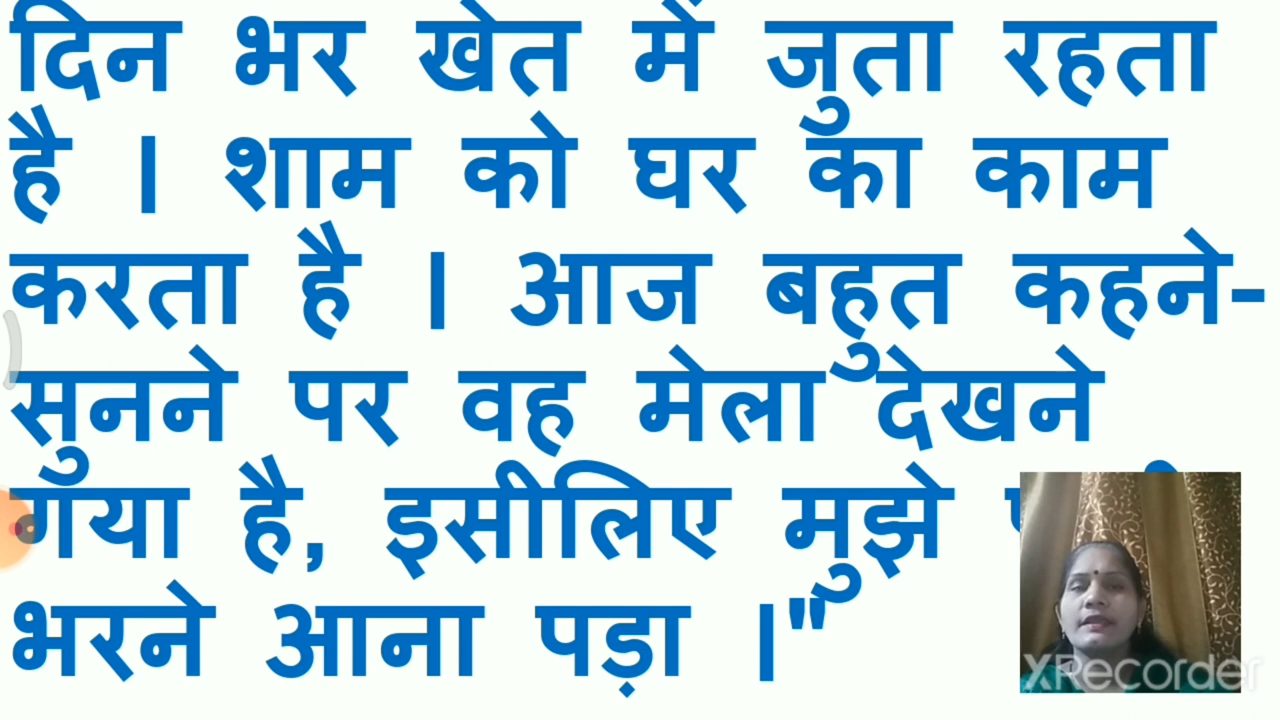 दिन भर खेत में जुता रहता
है । शाम को घर का काम
करता है । आज बहुत कहने-
सुनने पर वह मेला देखने
गया है, इसीलिए मुझे
भरने आना पड़ा ।"
XRecorder